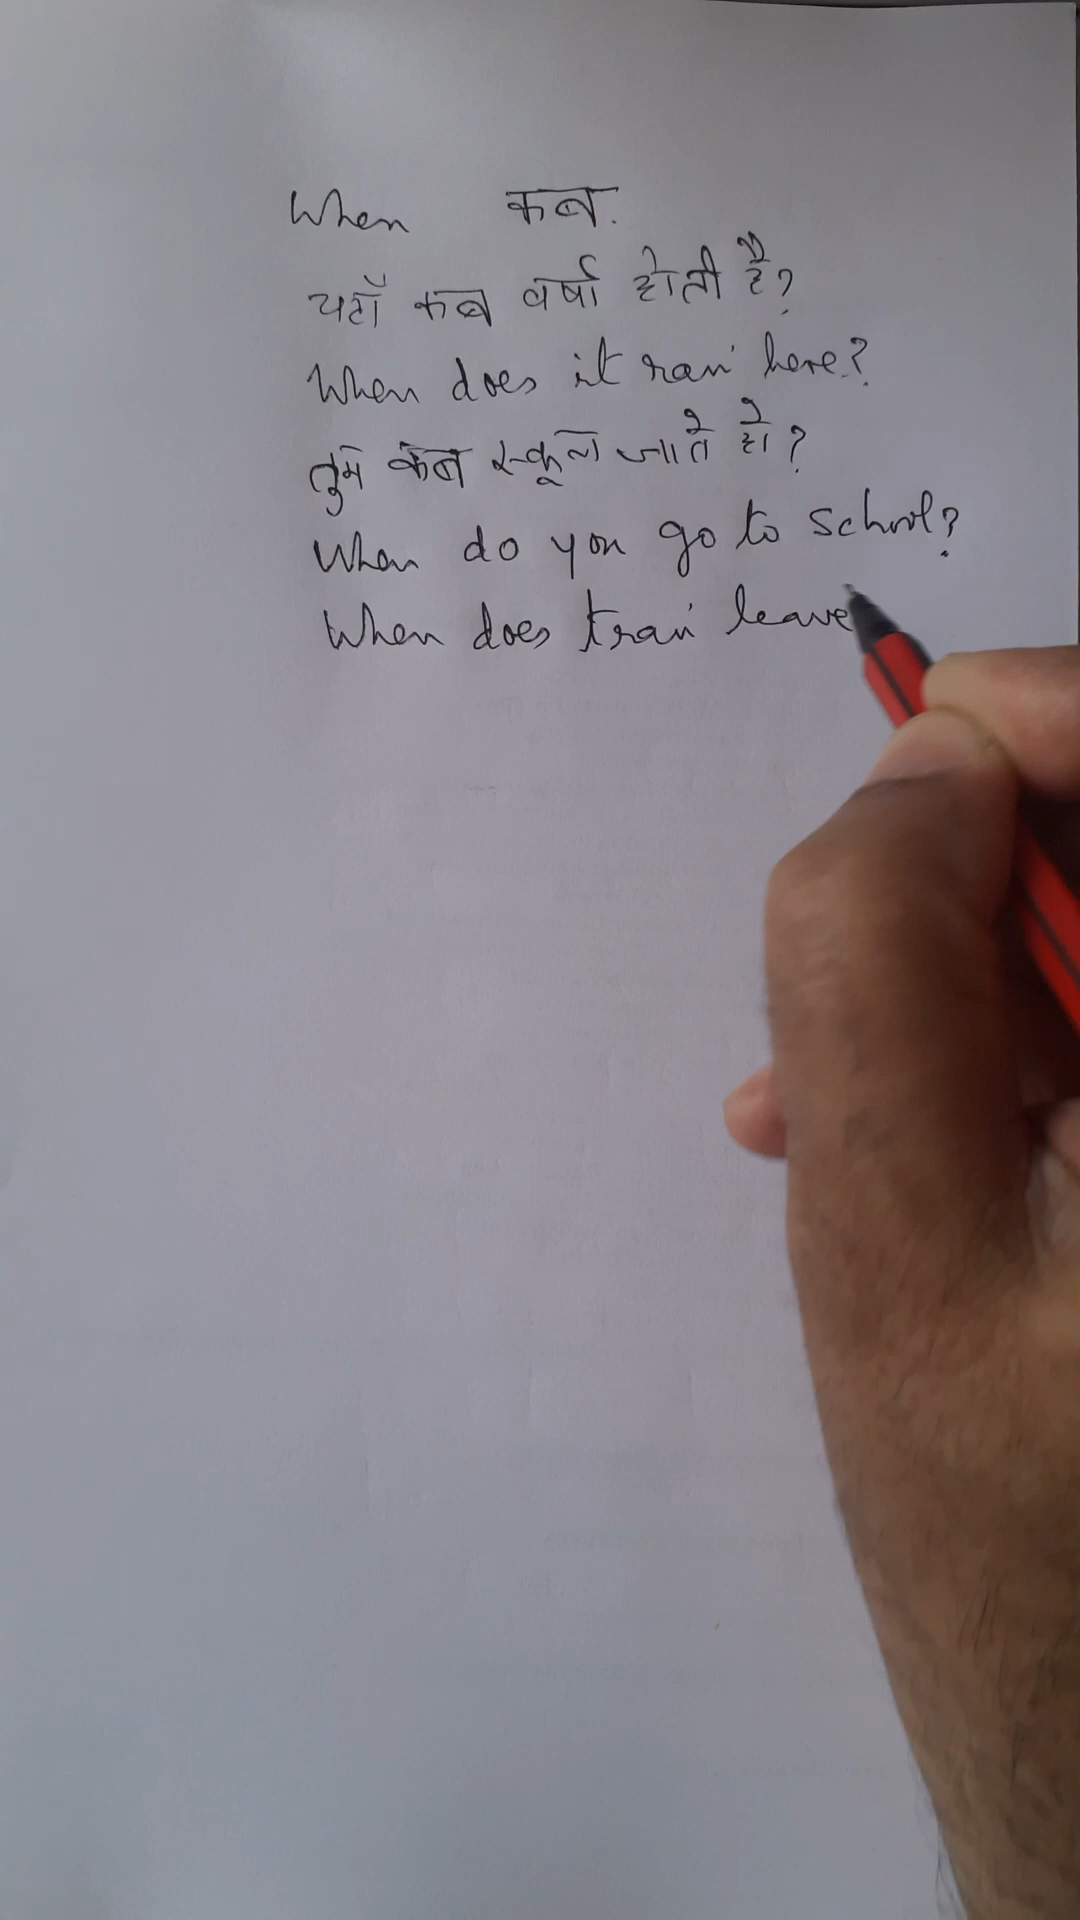 When कब.
यहाँ कब वर्षा होती है?
When does it rain here?
तुम कब स्कूल जाते हो?
When do you go to school?
When does train leave